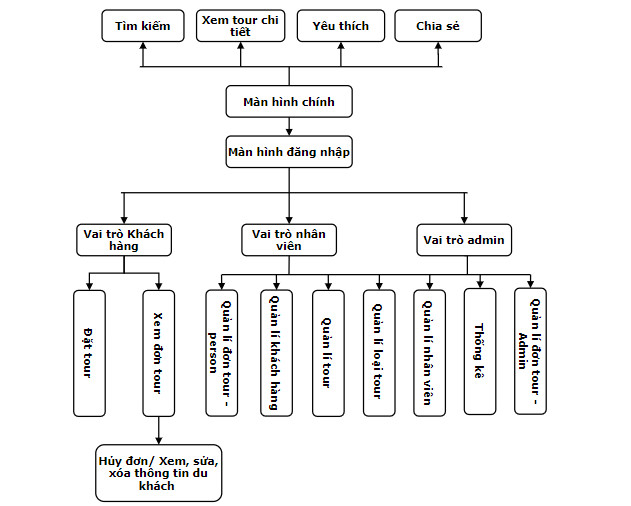 Tìm kiếm
Xem tour chi
tiết
Yêu thích
Chia sẻ
Màn hình chính
Màn hình đăng nhập
Vai trò Khách
hàng
Vai trò nhân
viên
Vai trò admin
Đặt tour
Xem đơn tour
Quản lí đơn tour -
person
Quản lí khách hàng
Quản lí tour
Quản lí loại tour
Quản lí nhân viên
Thống kê
Quản lí đơn tour -
Admin
Hủy đơn/ Xem, sửa,
xóa thông tin du
khách